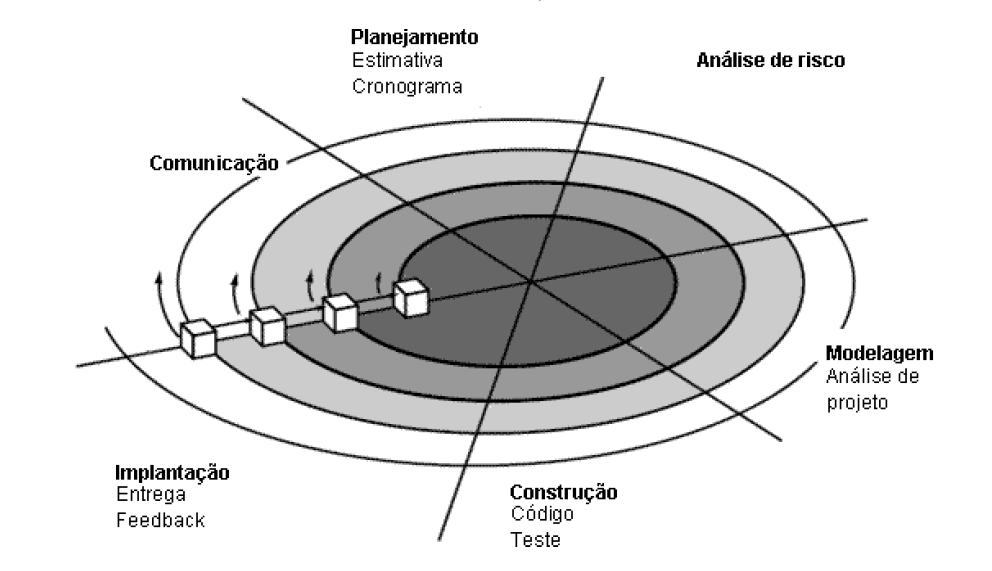 Planejamento
Estimativa
Cronograma
Análise de risco
Comunicação
Modelagem
Análise de
projeto
Implantação
Entrega
Feedback
Construção
Código
Teste